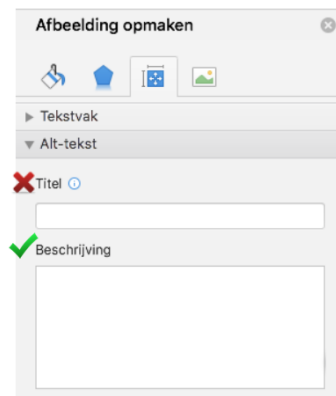 Afbeelding opmaken
Tekstvak
Alt-tekst
Titel
Beschrijving